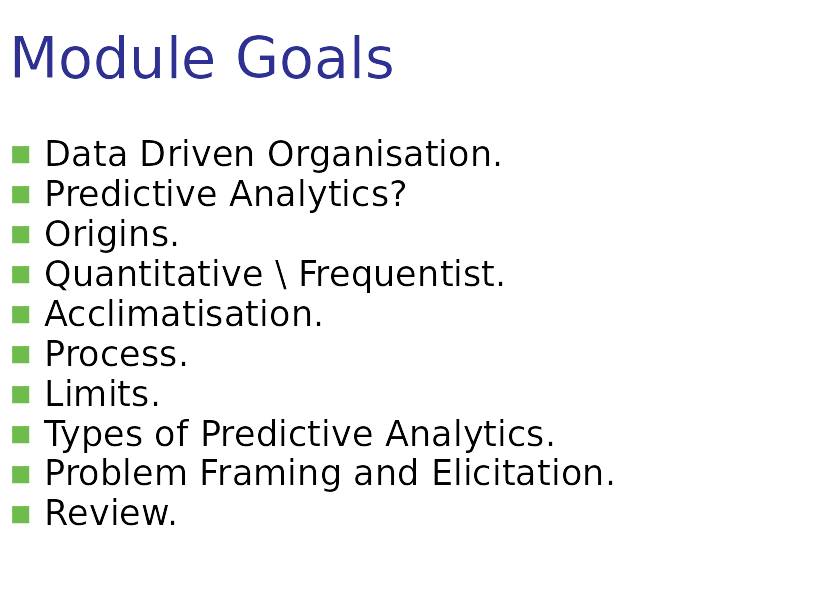 Module Goals
Data Driven Organisation.
Predictive Analytics?
Origins.
Quantitative \ Frequentist.
Acclimatisation.
Process.
Limits.
Types of Predictive Analytics.
Problem Framing and Elicitation.
Review.